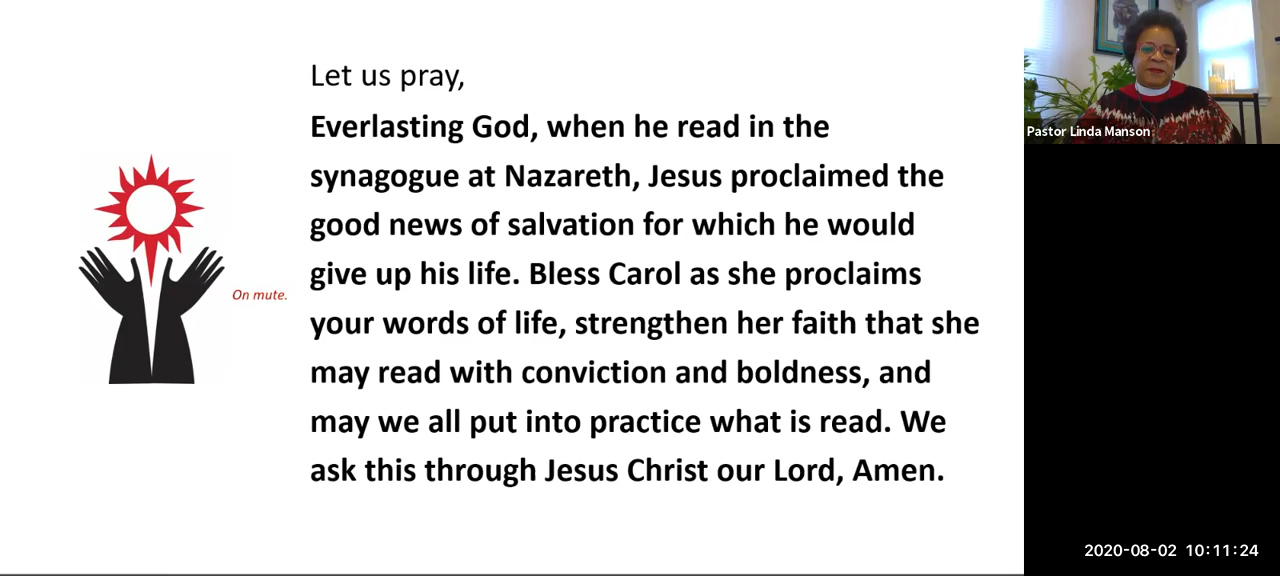 Let us pray,
Everlasting God, when he read in the
synagogue at Nazareth, Jesus proclaimed the
good news of salvation for which he would
give up his life. Bless Carol as she proclaims
your words of life, strengthen her faith that she
may read with conviction and boldness, and
may we all put into practice what is read. We
ask this through Jesus Christ our Lord, Amen.
On mute.
Pastor Linda Manson
2020-08-02 10:11:24